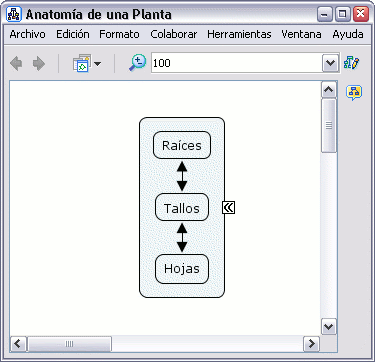 Anatomía de una Planta
Archivo Edición Formato Colaborar Herramientas Ventana Ayuda
100
Raíces
Tallos
Hojas